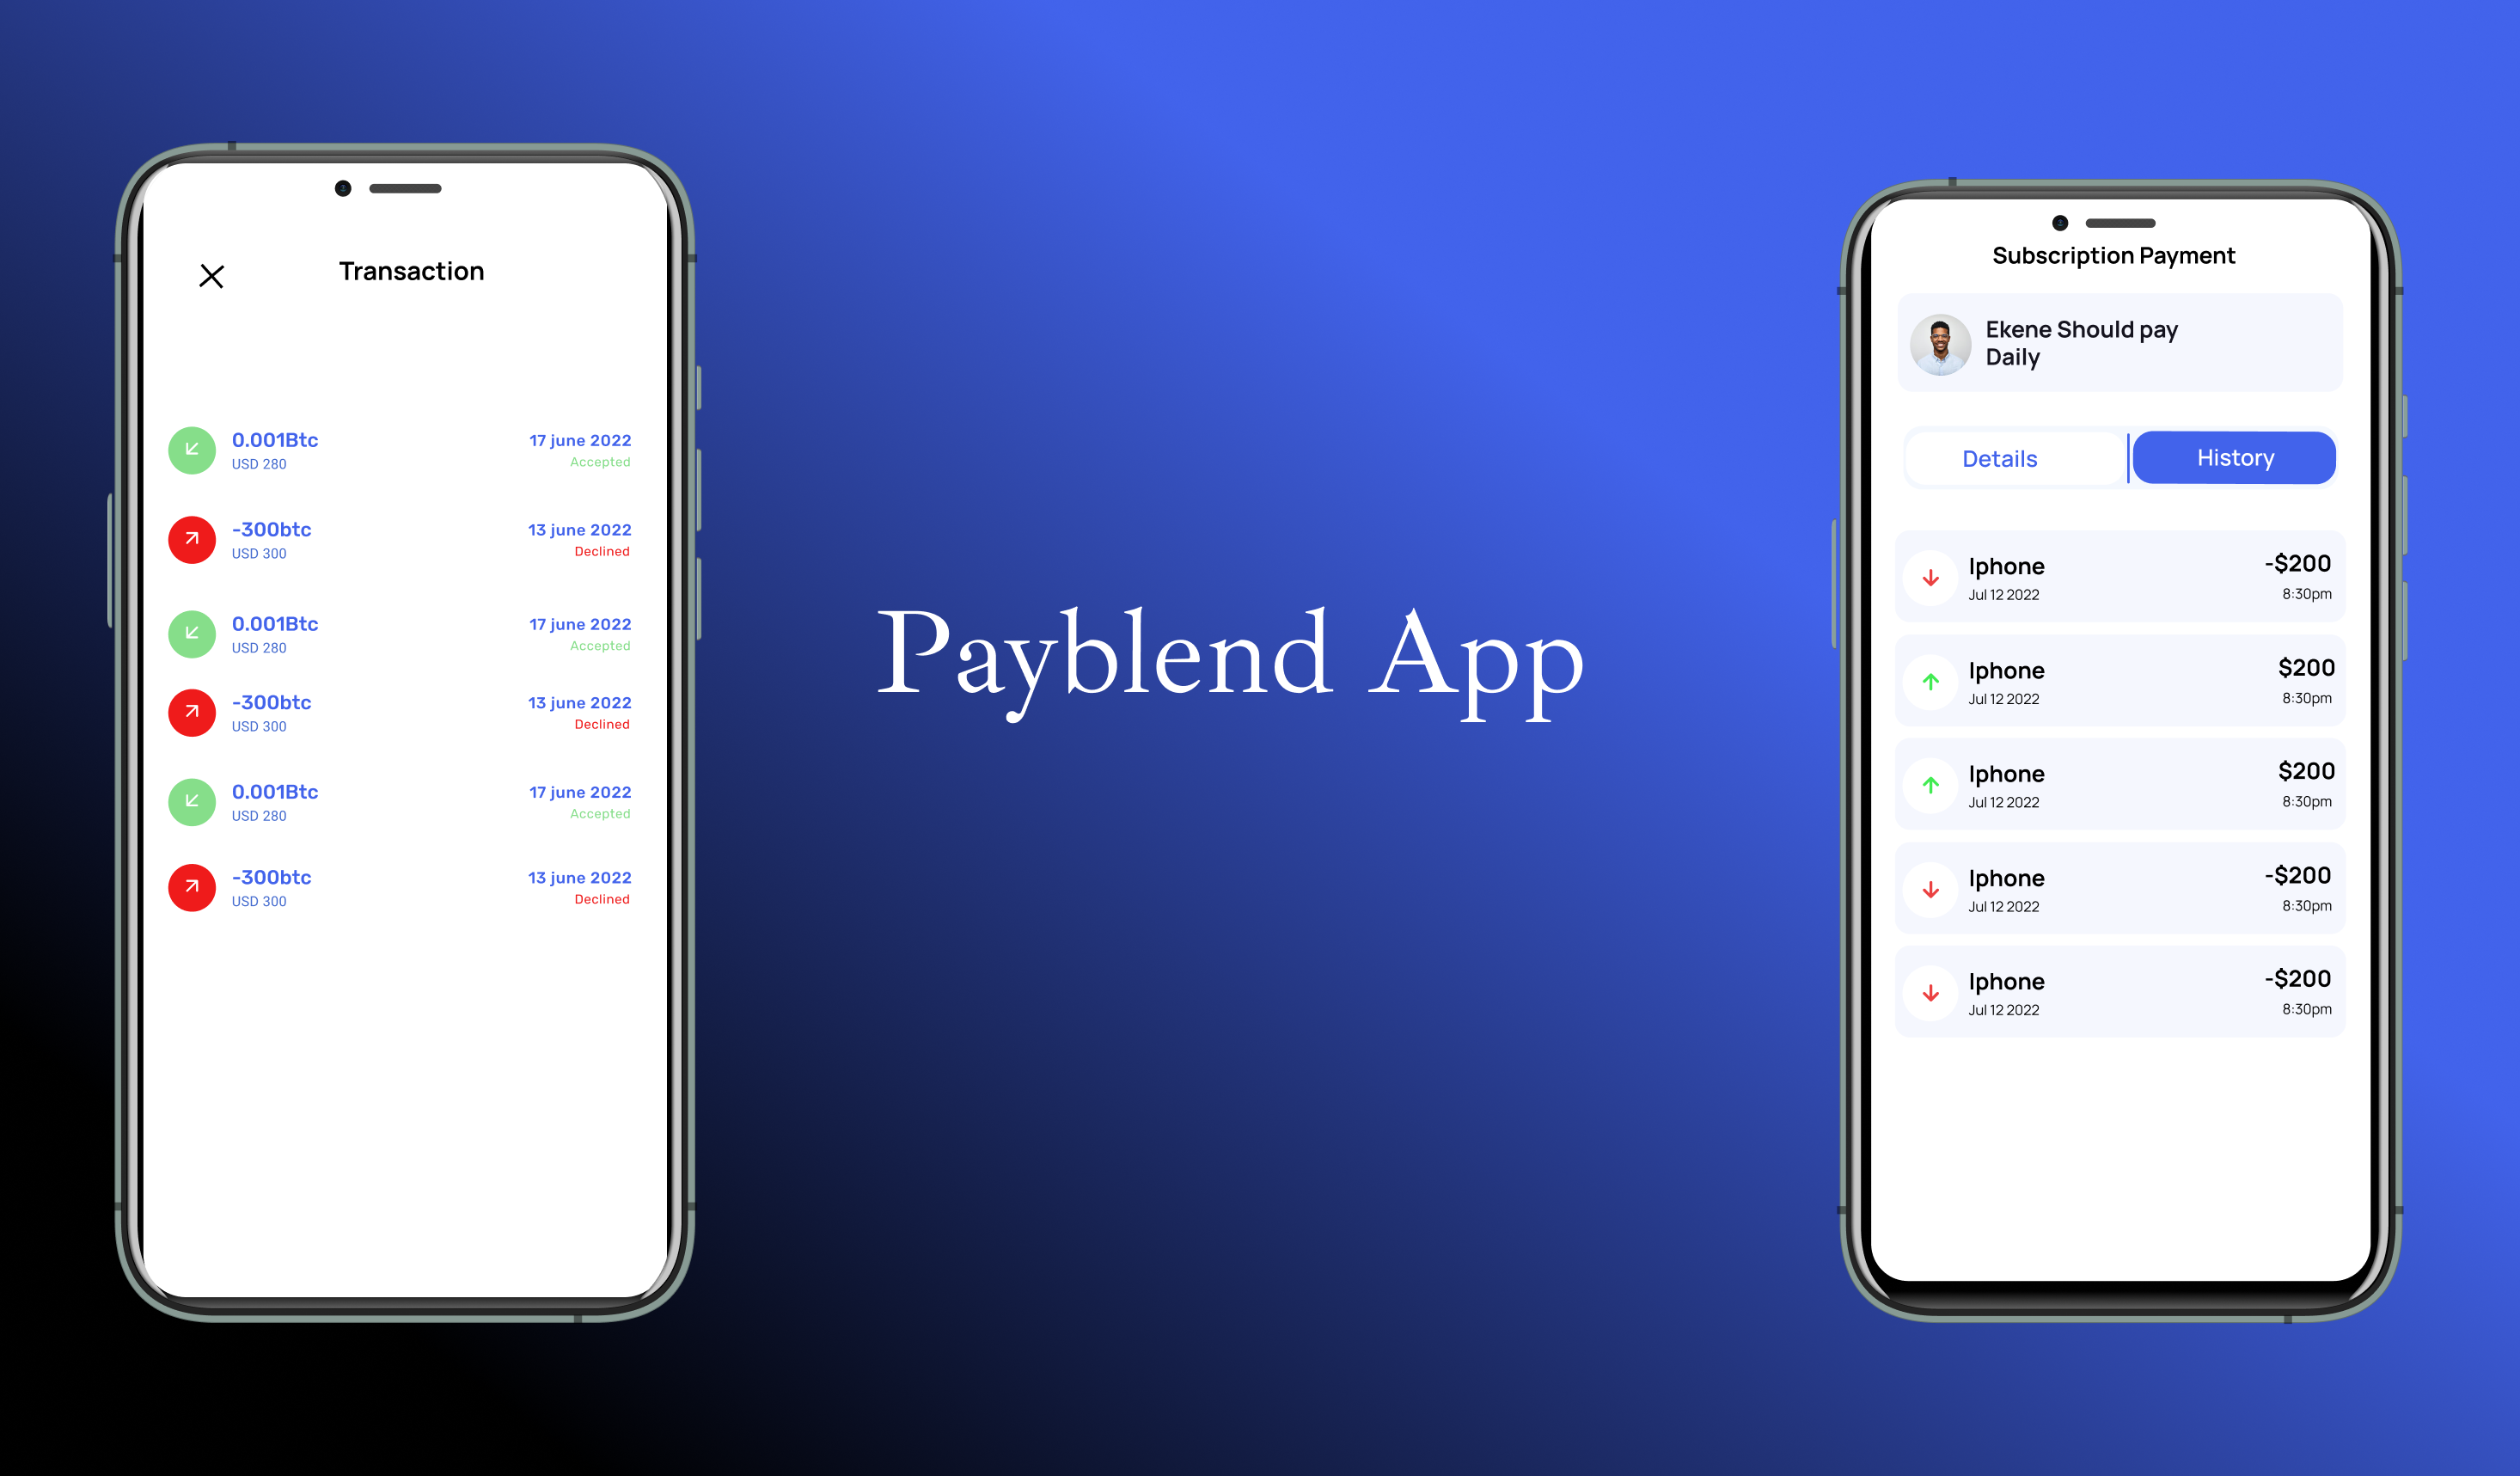 Transaction
0.001Btc
USD 280
17 june 2022
Accepted
-300btc
USD 300
13 june 2022
Declined
0.001Btc
USD 280
17 june 2022
Accepted
-300btc
USD 300
13 june 2022
Declined
0.001Btc
USD 280
17 june 2022
Accepted
-300btc
USD 300
13 june 2022
Declined
Payblend App
Subscription Payment
Ekene Should pay
Daily
Details
History
Iphone
Jul 12 2022
-$200
8:30pm
Iphone
Jul 12 2022
$200
8:30pm
Iphone
Jul 12 2022
$200
8:30pm
Iphone
Jul 12 2022
-$200
8:30pm
Iphone
Jul 12 2022
-$200
8:30pm